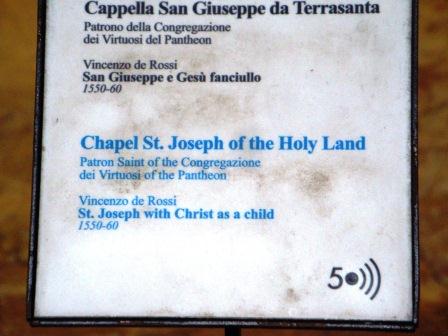 Cappella San Giuseppe da Terrasanta
Patrono della Congregazione
dei Virtuosi del Pantheon
Vincenzo de Rossi
San Giuseppe e Gesù fanciullo
1550-60
Chapel St. Joseph of the Holy Land
Patron Saint of the Congregazione
dei Virtuosi of the Pantheon
Vincenzo de Rossi
St. Joseph with Christ as a child
1550-60
5